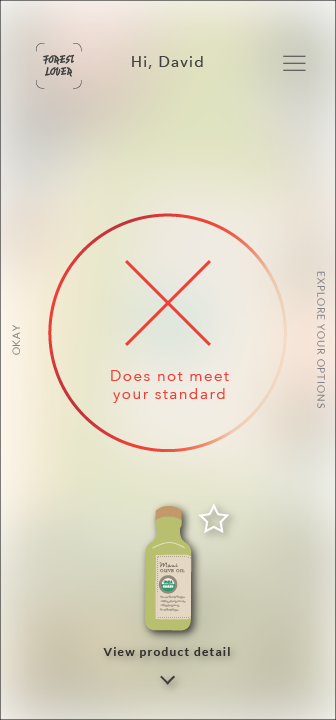 FOREST
LOVER
Hi, David
OKAY
EXPLORE YOUR OPTIONS
Does not meet
your standard
Maui
OLIVE OIL
View product detail